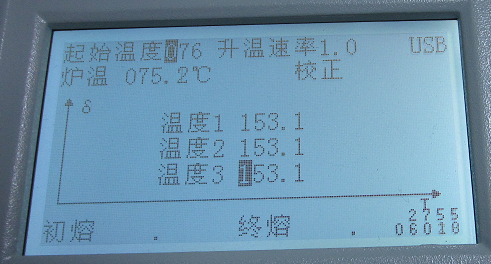 起始温度076 升温速率1.0 USB
炉温 075.2℃ 校正
δ
温度1 153.1
温度2 153.1
温度3 153.1
T
2755
初熔 . 终熔 . 06018